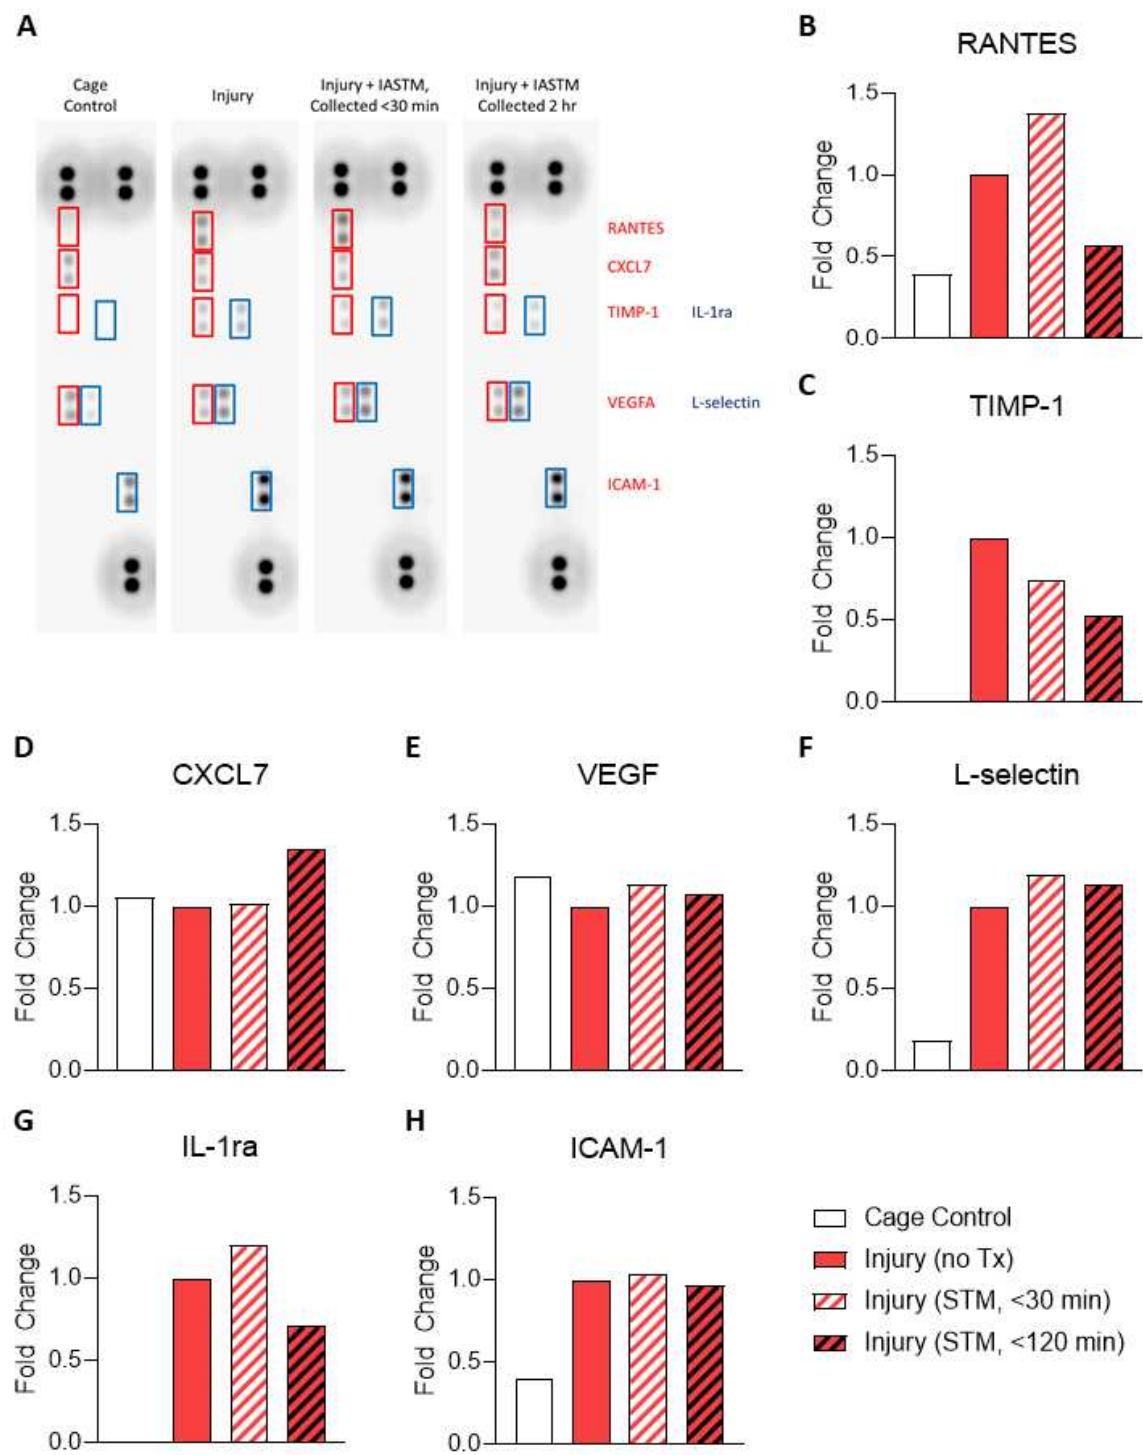 A
Cage
Control
Injury
Injury + IASTM,
Collected <30 min
Injury + IASTM
Collected 2 hr
RANTES
CXCL7
TIMP-1 IL-1ra
VEGFA L-selectin
ICAM-1
B
RANTES
Fold Change
1.5
1.0
0.5
0.0
C
TIMP-1
Fold Change
1.5
1.0
0.5
0.0
D
CXCL7
Fold Change
1.5
1.0
0.5
0.0
E
VEGF
Fold Change
1.5
1.0
0.5
0.0
F
L-selectin
Fold Change
1.5
1.0
0.5
0.0
G
IL-1ra
Fold Change
1.5
1.0
0.5
0.0
H
ICAM-1
Fold Change
1.5
1.0
0.5
0.0
Cage Control
Injury (no Tx)
Injury (STM, <30 min)
Injury (STM, <120 min)